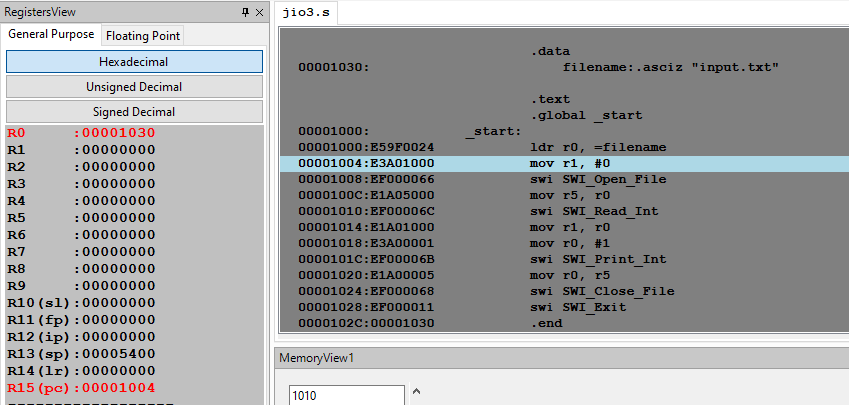 RegistersView
General Purpose Floating Point
Hexadecimal
Unsigned Decimal
Signed Decimal
R0 :00001030
R1 :00000000
R2 :00000000
R3 :00000000
R4 :00000000
R5 :00000000
R6 :00000000
R7 :00000000
R8 :00000000
R9 :00000000
R10(sl):00000000
R11(fp):00000000
R12(ip):00000000
R13(sp):00005400
R14(lr):00000000
R15(pc):00001004
jio3.s
.data
00001030: filename:.asciz "input.txt"
.text
.global _start
00001000: _start:
00001000:E59F0024 ldr r0, =filename
00001004:E3A01000 mov r1, #0
00001008:EF000066 swi SWI_Open_File
0000100C:E1A05000 mov r5, r0
00001010:EF00006C swi SWI_Read_Int
00001014:E1A01000 mov r1, r0
00001018:E3A00001 mov r0, #1
0000101C:EF00006B swi SWI_Print_Int
00001020:E1A00005 mov r0, r5
00001024:EF000068 swi SWI_Close_File
00001028:EF000011 swi SWI_Exit
0000102C:00001030 .end
MemoryView1
1010